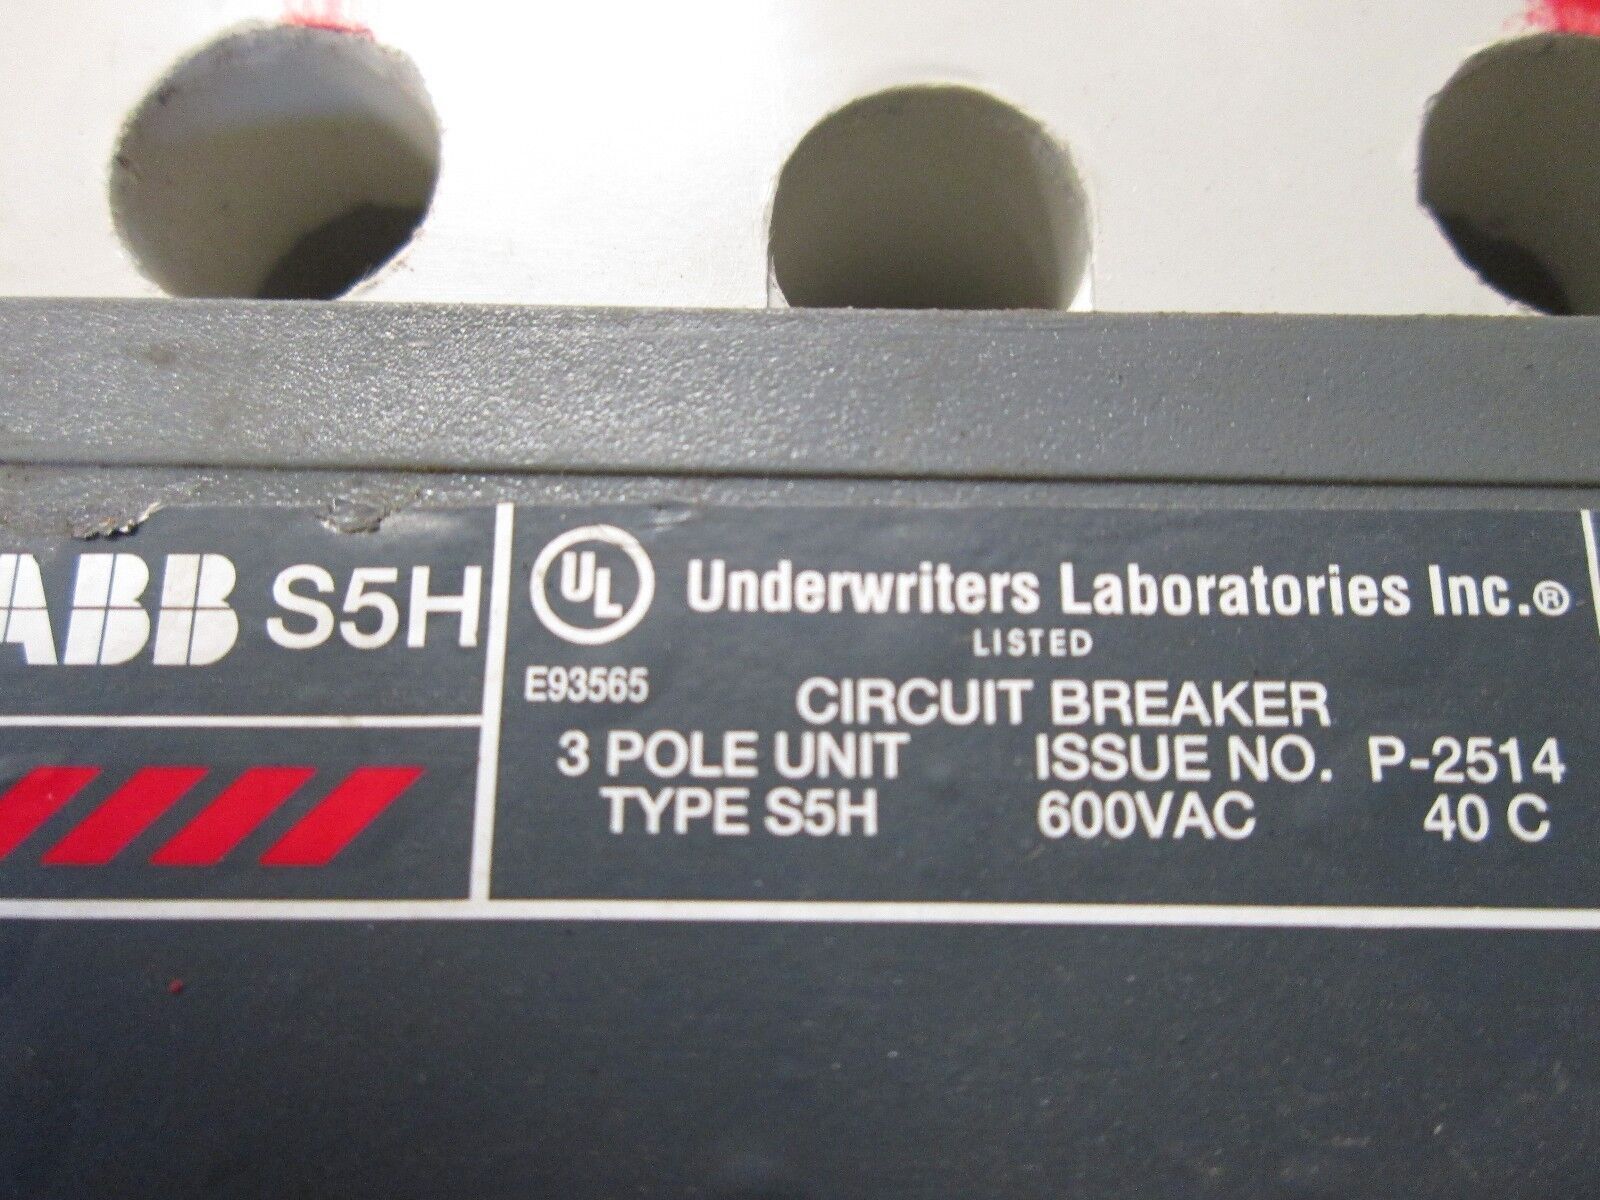 ABB S5H
UL Underwriters Laboratories Inc.®
LISTED
E93565
CIRCUIT BREAKER
3 POLE UNIT ISSUE NO. P-2514
TYPE S5H 600VAC 40 C